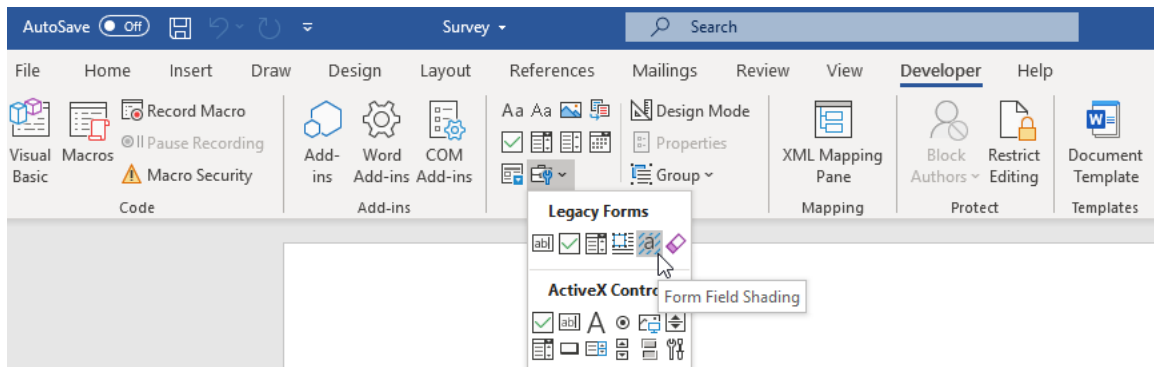 AutoSave Off Survey Search
File Home Insert Draw Design Layout References Mailings Review View Developer Help
Record Macro Aa Aa Design Mode
Pause Recording Properties
Macro Security Group
Visual Basic
Macros
Add-ins
Word Add-ins
COM Add-ins
XML Mapping Pane
Block Authors
Restrict Editing
Document Template
Code Add-ins Mapping Protect Templates
Legacy Forms
ab| a
ActiveX Contro
Form Field Shading
ab| A